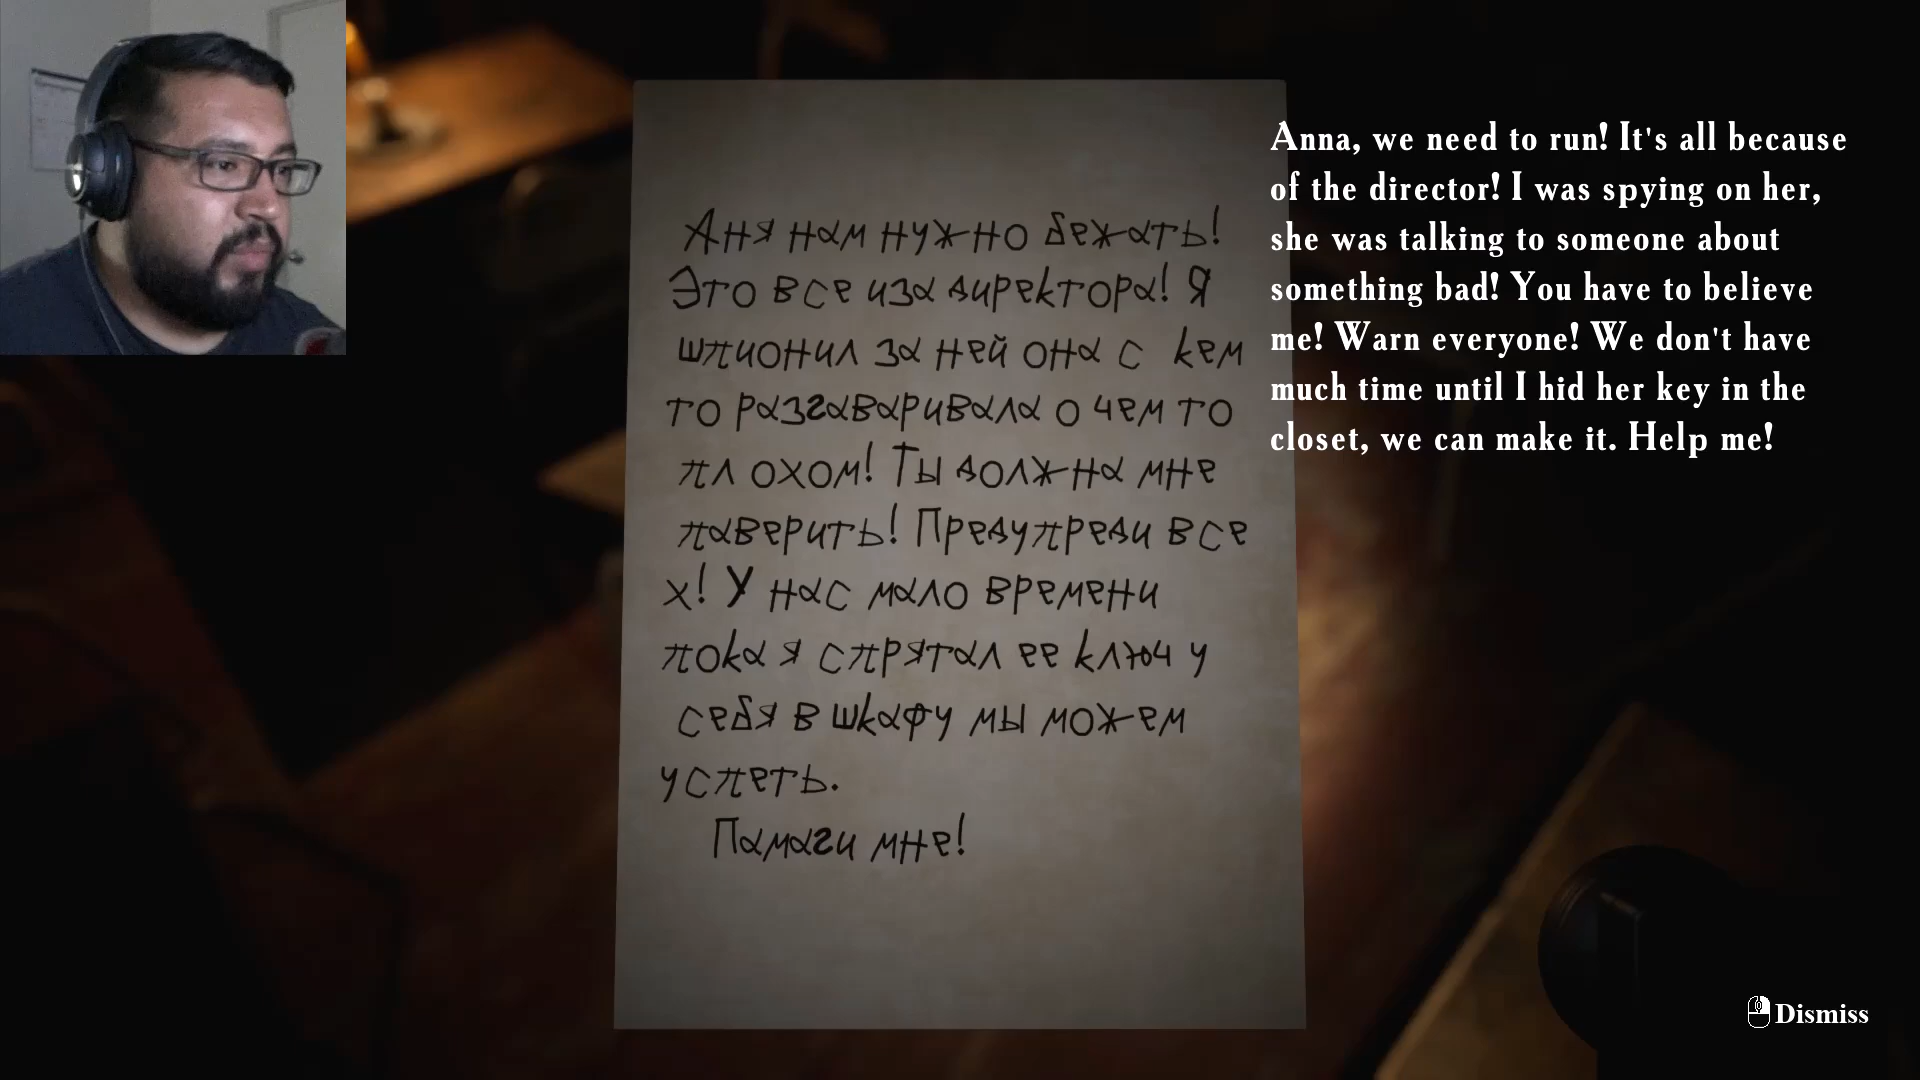 Аня нам нужно бежать!
Это все иза директора! Я
шпионил за ней она с кем
то разгаваривала о чем то
пл охом! Ты должна мне
паверить! Предупреди все
х! У нас мало времени
пока я спрятал ее ключ у
себя в шкафу мы можем
успеть.
Памаги мне!
Anna, we need to run! It's all because
of the director! I was spying on her,
she was talking to someone about
something bad! You have to believe
me! Warn everyone! We don't have
much time until I hid her key in the
closet, we can make it. Help me!
Dismiss